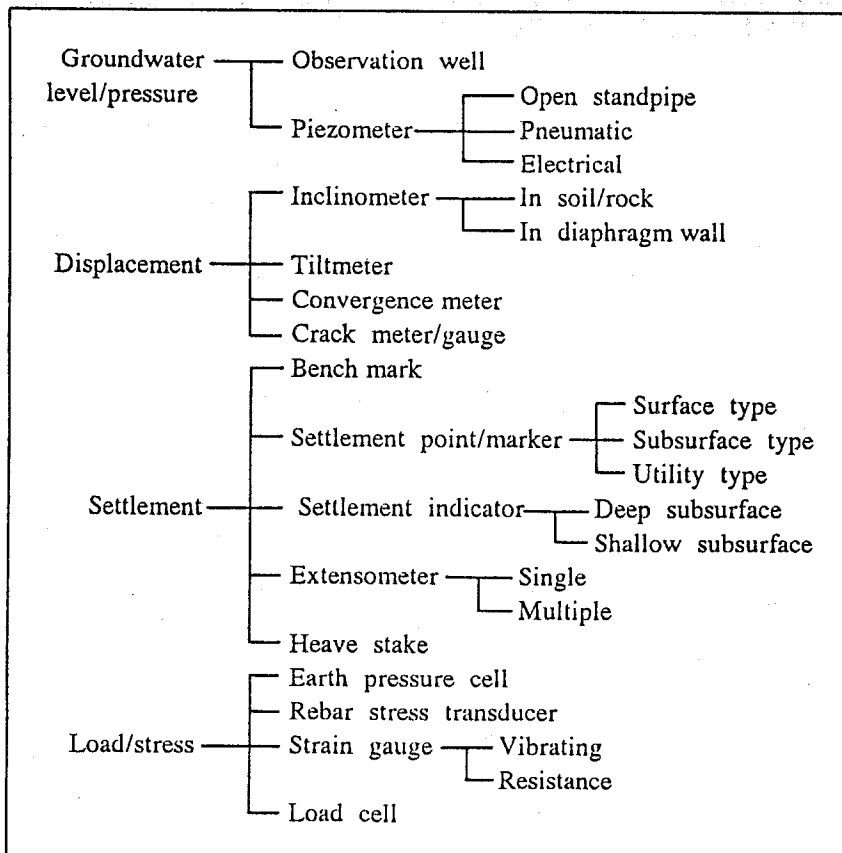 Groundwater
level/pressure
Observation well
Piezometer
Open standpipe
Pneumatic
Electrical
Displacement
Inclinometer
In soil/rock
In diaphragm wall
Tiltmeter
Convergence meter
Crack meter/gauge
Settlement
Bench mark
Settlement point/marker
Surface type
Subsurface type
Utility type
Settlement indicator
Deep subsurface
Shallow subsurface
Extensometer
Single
Multiple
Heave stake
Load/stress
Earth pressure cell
Rebar stress transducer
Strain gauge
Vibrating
Resistance
Load cell